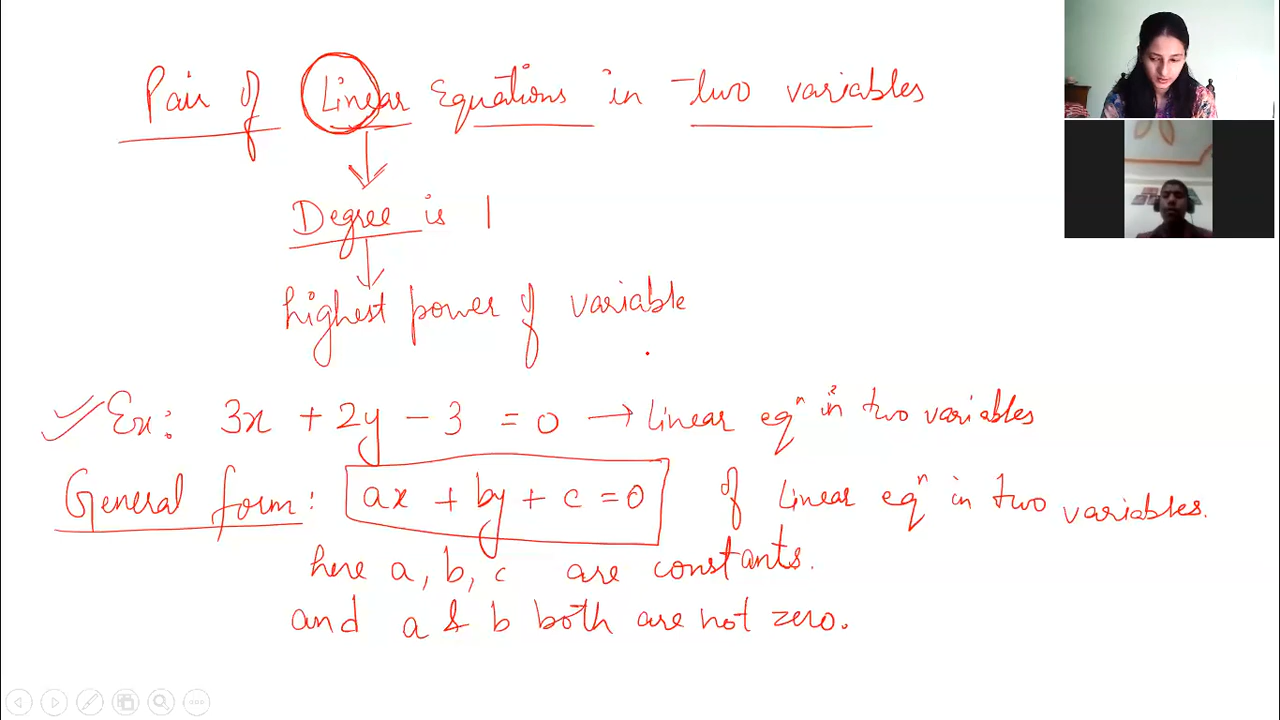 Pair of Linear Equations in two variables
Degree is 1
highest power of variable
Ex: 3x + 2y - 3 = 0 → linear eqⁿ in two variables
General form: ax + by + c = 0 of linear eqⁿ in two variables.
here a, b, c are constants.
and a & b both are not zero.